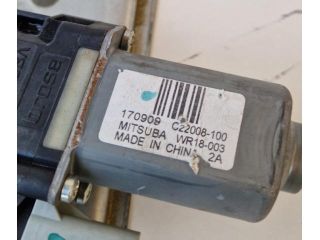 170909 C22008-100
MITSUBA WR18-003
MADE IN CHINA 2A